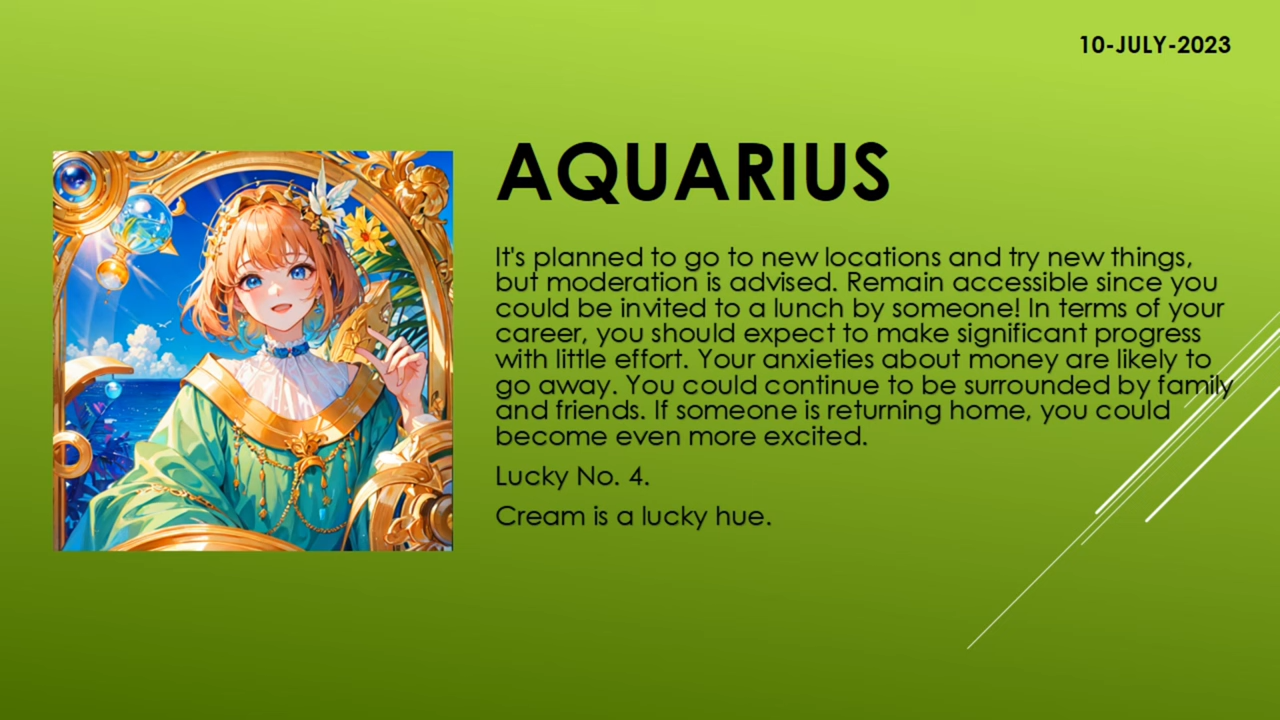 10-JULY-2023
AQUARIUS
It's planned to go to new locations and try new things,
but moderation is advised. Remain accessible since you
could be invited to a lunch by someone! In terms of your
career, you should expect to make significant progress
with little effort. Your anxieties about money are likely to
go away. You could continue to be surrounded by family
and friends. If someone is returning home, you could
become even more excited.
Lucky No. 4.
Cream is a lucky hue.